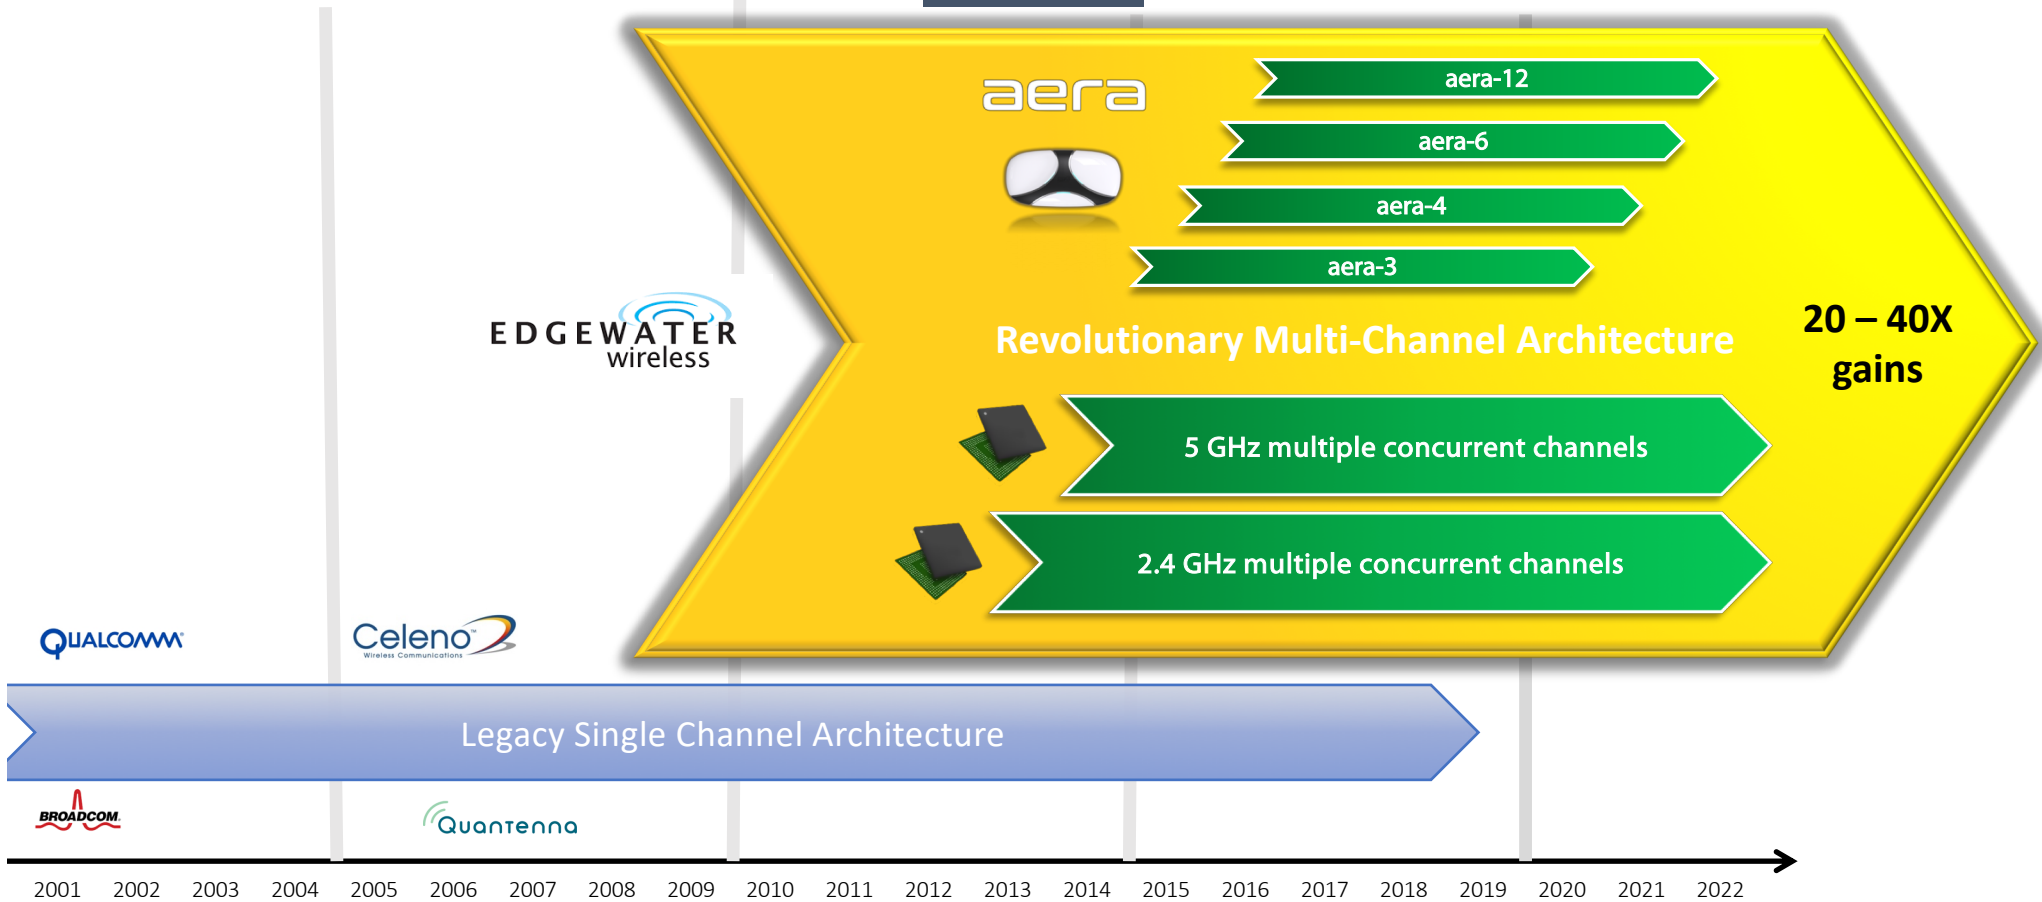 aera
aera-12
aera-6
aera-4
aera-3
EDGEWATER
wireless
Revolutionary Multi-Channel Architecture
20 – 40X
gains
5 GHz multiple concurrent channels
2.4 GHz multiple concurrent channels
QUALCOMM®
Celeno™
Wireless Communications
Legacy Single Channel Architecture
BROADCOM.
Quantenna
2001 2002 2003 2004 2005 2006 2007 2008 2009 2010 2011 2012 2013 2014 2015 2016 2017 2018 2019 2020 2021 2022